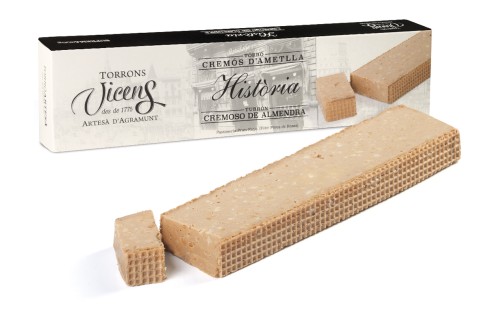 TORRONS
Vicens
des de 1775
ARTESÀ D'AGRAMUNT
TORRÓ
CREMÓS D'AMETLLA
Història
TURRÓN
CREMOSO DE ALMENDRA